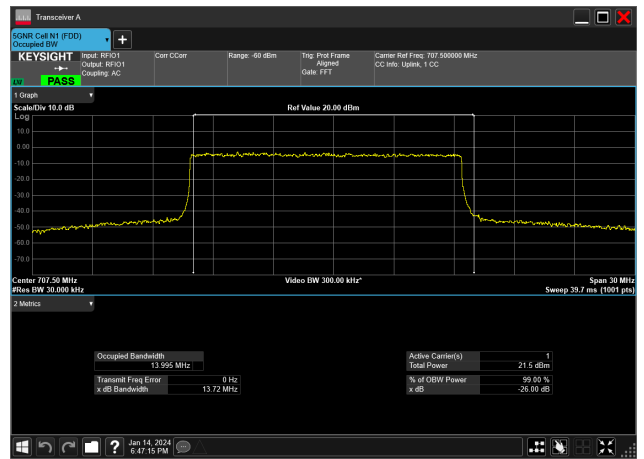 Transceiver A
5GNR Cell N1 (FDD)
Occupied BW
KEYSIGHT
LW PASS
Input: RFIO1
Output: RFIO1
Coupling: AC
Corr CCorr
Range: -60 dBm
Trig: Prot Frame
Aligned
Gate: FFT
Carrier Ref Freq: 707.500000 MHz
CC Info: Uplink, 1 CC
1 Graph
Scale/Div 10.0 dB
Ref Value 20.00 dBm
Log
10.0
0.00
-10.0
-20.0
-30.0
-40.0
-50.0
-60.0
-70.0
Center 707.50 MHz
Video BW 300.00 kHz*
Span 30 MHz
#Res BW 30.000 kHz
Sweep 39.7 ms (1001 pts)
2 Metrics
Occupied Bandwidth
13.995 MHz
Transmit Freq Error 0 Hz
x dB Bandwidth 13.72 MHz
Active Carrier(s) 1
Total Power 21.5 dBm
% of OBW Power 99.00 %
x dB -26.00 dB
?
Jan 14, 2024
6:47:15 PM